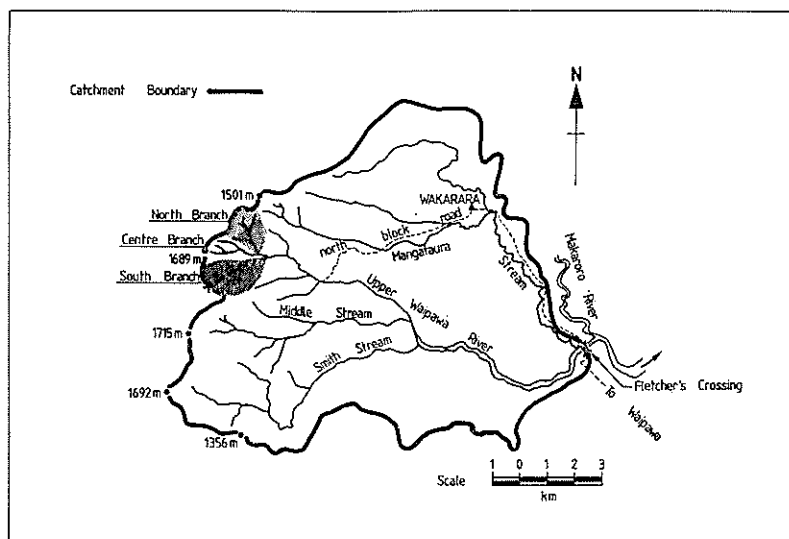 N
Catchment Boundary
1501 m
WAKARARA
North Branch
Centre Branch
1689 m
South Branch
north block road
Mangataura Stream
Makaroro River
Upper Waipawa River
Middle Stream
1715 m
Smith Stream
Fletcher's Crossing
1692 m
To Waipawa
1356 m
Scale
1 0 1 2 3
km